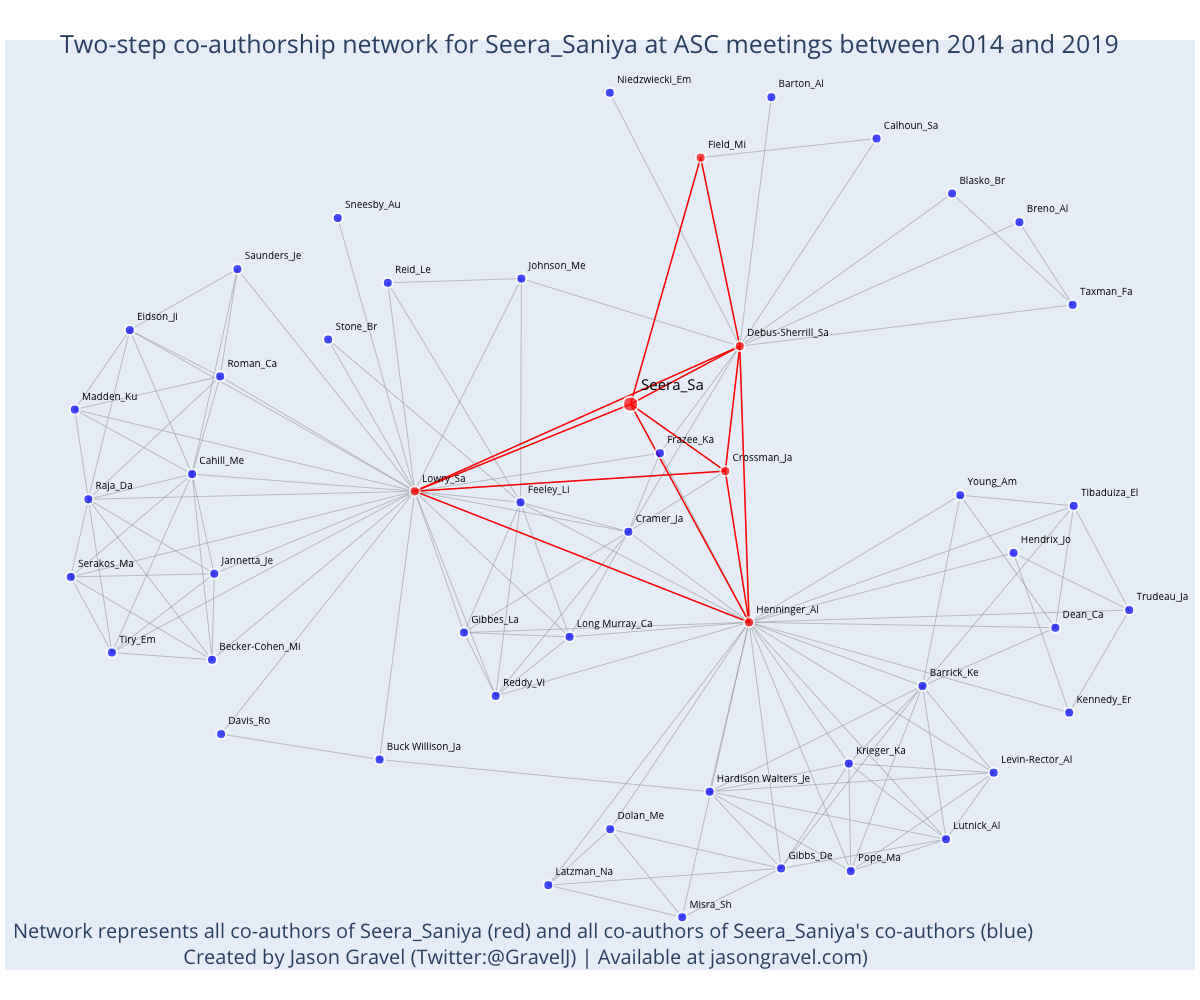 Two-step co-authorship network for Seera_Saniya at ASC meetings between 2014 and 2019
Niedzwiecki_Em
Barton_Al
Calhoun_Sa
Field_Mi
Blasko_Br
Breno_Al
Sneesby_Au
Saunders_Je
Reid_Le
Johnson_Me
Taxman_Fa
Eidson_Ji
Stone_Br
Debus-Sherrill_Sa
Roman_Ca
Seera_Sa
Madden_Ku
Frazee_Ka
Cahill_Me
Lowry_Sa
Crossman_Ja
Raja_Da
Feeley_Li
Young_Am
Tibaduiza_El
Cramer_Ja
Hendrix_Jo
Serakos_Ma
Jannetta_Je
Trudeau_Ja
Henninger_Al
Gibbes_La
Long Murray_Ca
Dean_Ca
Tiry_Em
Becker-Cohen_Mi
Barrick_Ke
Reddy_Vi
Kennedy_Er
Davis_Ro
Buck Willison_Ja
Krieger_Ka
Levin-Rector_Al
Hardison Walters_Je
Dolan_Me
Lutnick_Al
Gibbs_De
Pope_Ma
Latzman_Na
Misra_Sh
Network represents all co-authors of Seera_Saniya (red) and all co-authors of Seera_Saniya's co-authors (blue)
Created by Jason Gravel (Twitter:@GravelJ) | Available at jasongravel.com)